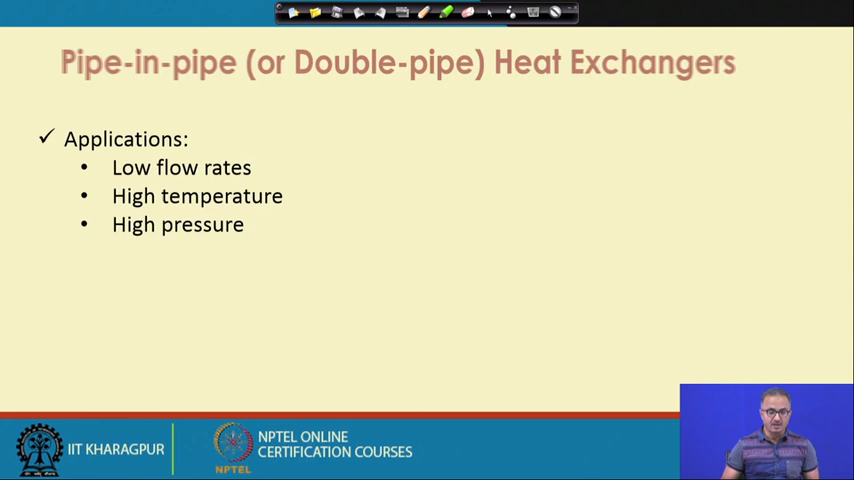 Pipe-in-pipe (or Double-pipe) Heat Exchangers
✓ Applications:
• Low flow rates
• High temperature
• High pressure
IIT KHARAGPUR
NPTEL
NPTEL ONLINE
CERTIFICATION COURSES